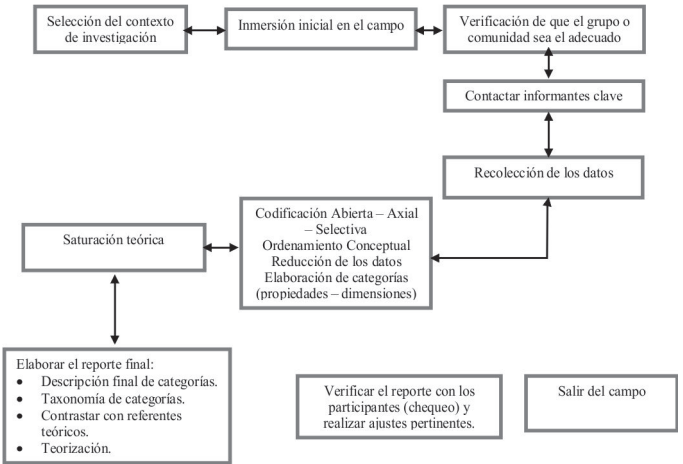 Selección del contexto
de investigación
Inmersión inicial en el campo
Verificación de que el grupo o
comunidad sea el adecuado
Contactar informantes clave
Recolección de los datos
Codificación Abierta – Axial
– Selectiva
Ordenamiento Conceptual
Reducción de los datos
Elaboración de categorías
(propiedades – dimensiones)
Saturación teórica
Elaborar el reporte final:
• Descripción final de categorías.
• Taxonomía de categorías.
• Contrastar con referentes
teóricos.
• Teorización.
Verificar el reporte con los
participantes (chequeo) y
realizar ajustes pertinentes.
Salir del campo